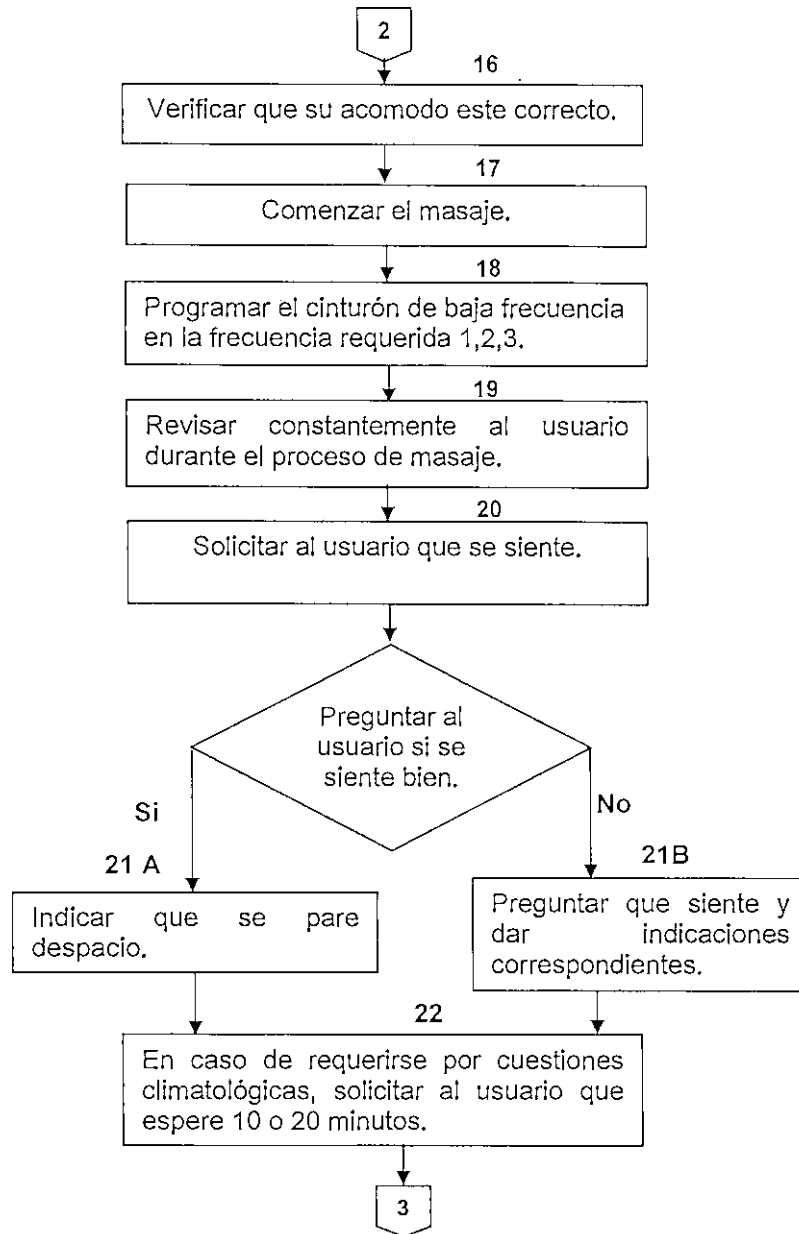 2
16
Verificar que su acomodo este correcto.
17
Comenzar el masaje.
18
Programar el cinturón de baja frecuencia
en la frecuencia requerida 1,2,3.
19
Revisar constantemente al usuario
durante el proceso de masaje.
20
Solicitar al usuario que se siente.
Preguntar al
usuario si se
siente bien.
Si
No
21 A
21B
Indicar que se pare
despacio.
Preguntar que siente y
dar indicaciones
correspondientes.
22
En caso de requerirse por cuestiones
climatológicas, solicitar al usuario que
espere 10 o 20 minutos.
3